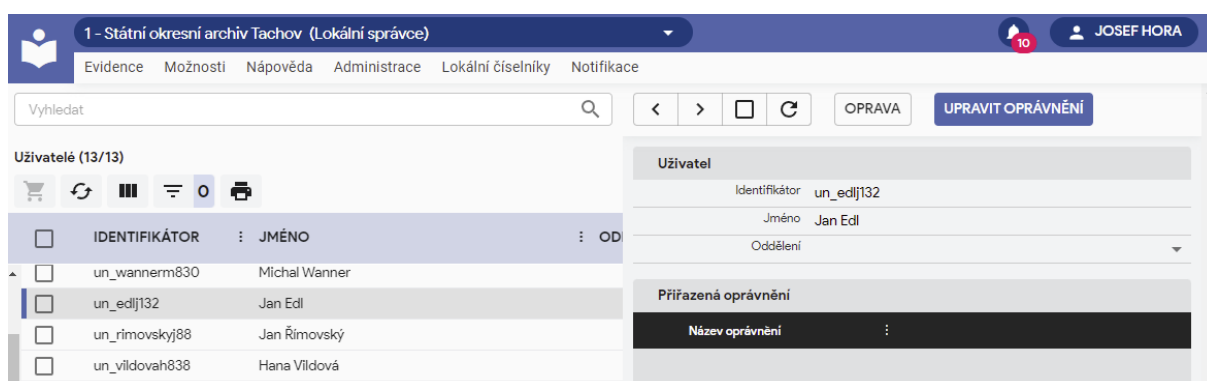 1 - Státní okresní archiv Tachov (Lokální správce)
10
JOSEF HORA
Evidence Možnosti Nápověda Administrace Lokální číselníky Notifikace
Vyhledat
OPRAVA
UPRAVIT OPRÁVNĚNÍ
Uživatelé (13/13)
0
IDENTIFIKÁTOR JMÉNO ODD
un_wannerm830 Michal Wanner
un_edlj132 Jan Edl
un_rimovskyj88 Jan Římovský
un_vildovah838 Hana Vildová
Uživatel
Identifikátor un_edlj132
Jméno Jan Edl
Oddělení
Přiřazená oprávnění
Název oprávnění